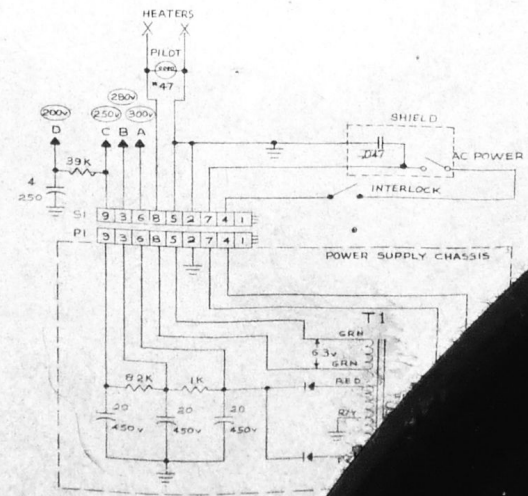 HEATERS
PILOT
#47
200v 250v 280v 300v
D C B A
39K
4
250
SHIELD
.047
AC POWER
INTERLOCK
S1 9 3 6 8 5 2 7 4 1
P1 9 3 6 8 5 2 7 4 1
POWER SUPPLY CHASSIS
T1
GRN
6.3v
GRN
8.2K 1K RED
20 20 20
450v 450v 450v
R/Y